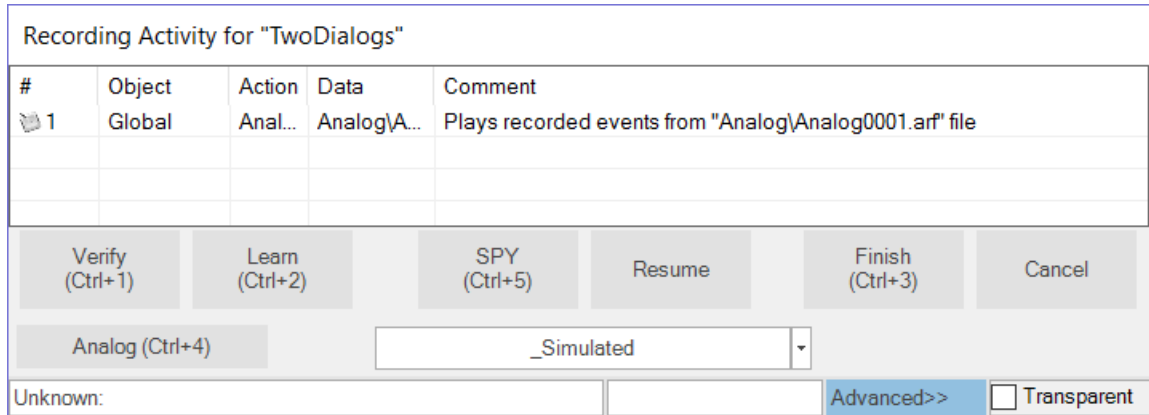 Recording Activity for "TwoDialogs"
# Object Action Data Comment
1 Global Anal... Analog\A... Plays recorded events from "Analog\Analog0001.arf" file
Verify Learn SPY Resume Finish Cancel
(Ctrl+1) (Ctrl+2) (Ctrl+5) (Ctrl+3)
Analog (Ctrl+4) _Simulated
Unknown: Advanced>> Transparent